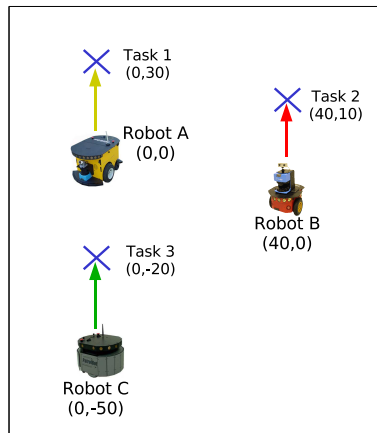 Task 1
(0,30)
Task 2
(40,10)
Robot A
(0,0)
Robot B
(40,0)
Task 3
(0,-20)
Robot C
(0,-50)